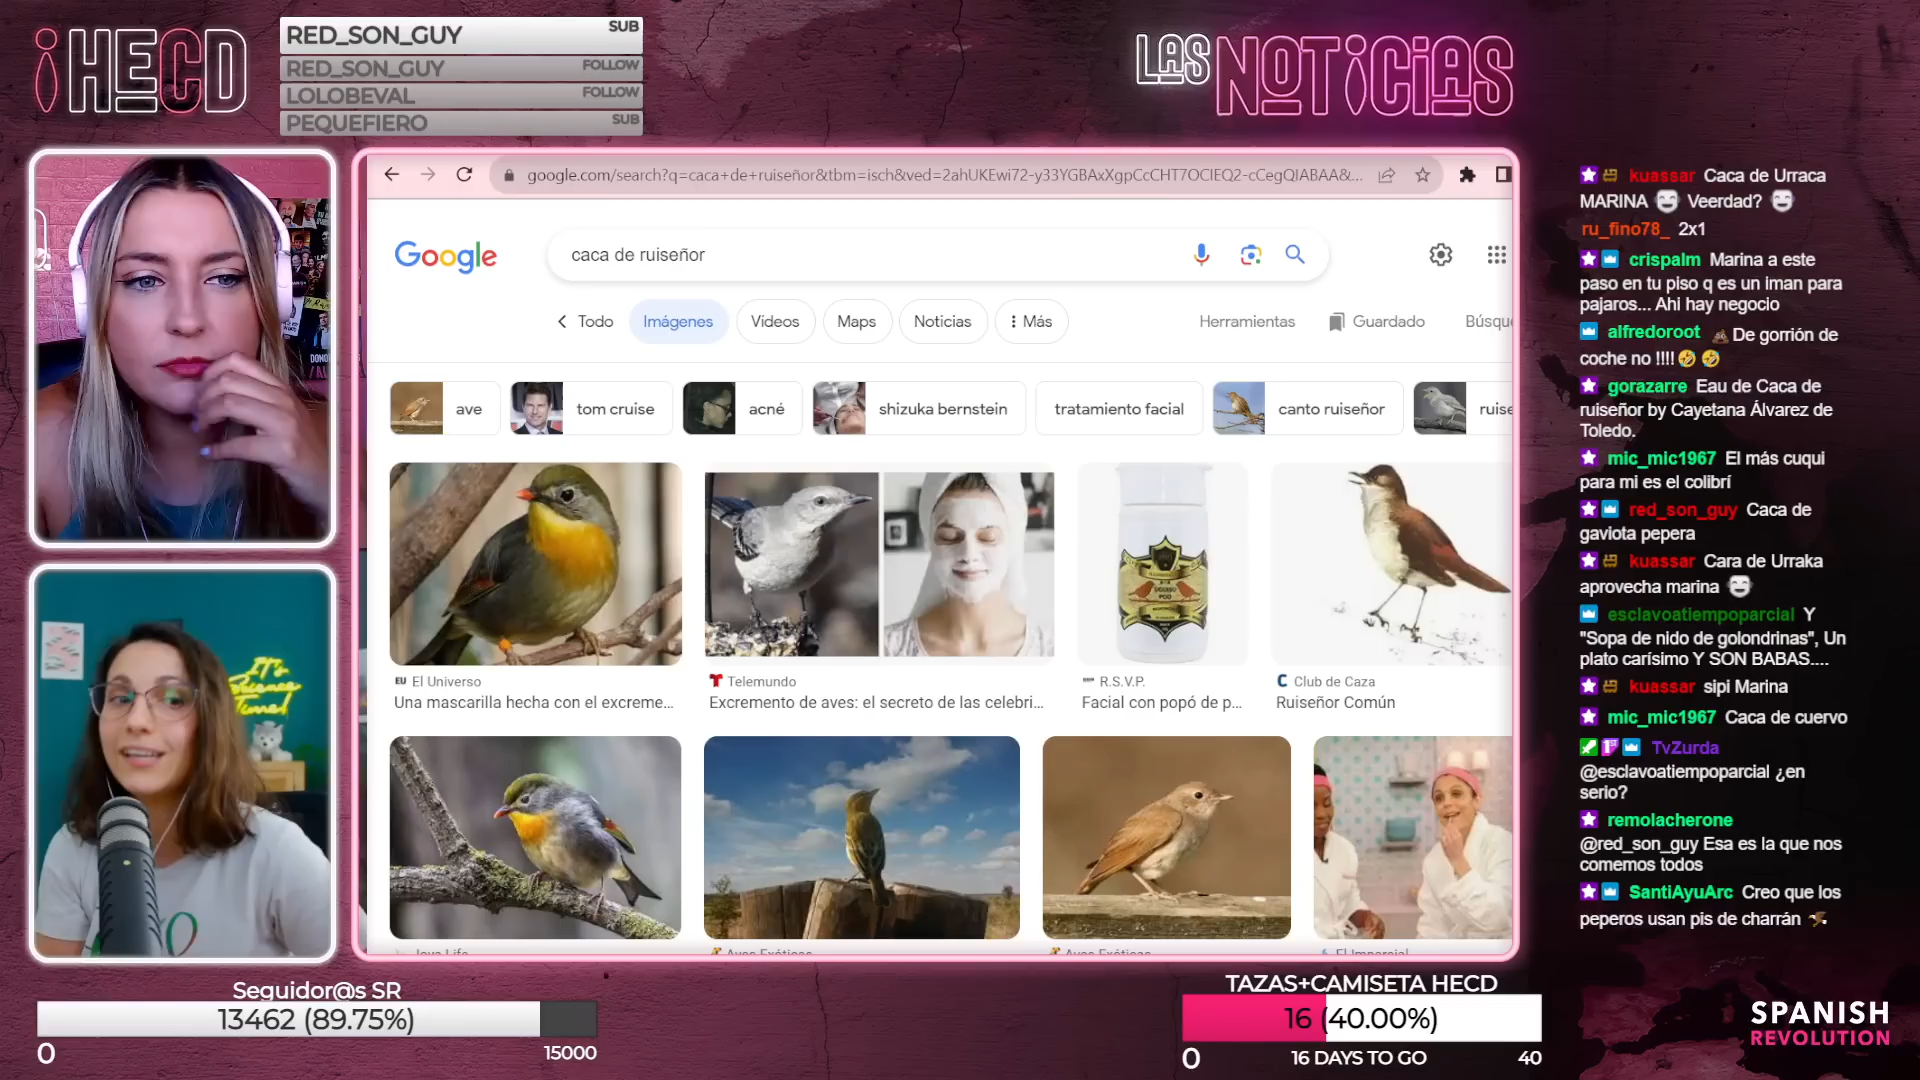 ¡HECD
RED_SON_GUY SUB
RED_SON_GUY FOLLOW
LOLOBEVAL FOLLOW
PEQUEFIERO SUB
LAS NOTICIAS
google.com/search?q=caca+de+ruiseñor&tbm=isch&ved=2ahUKEwi72-y33YGBAxXgpCcCHT7OCIEQ2-cCegQIABAA&...
Google
caca de ruiseñor
Todo Imágenes Vídeos Maps Noticias Más Herramientas Guardado Búsqu
ave tom cruise acné shizuka bernstein tratamiento facial canto ruiseñor ruise
EU El Universo
Una mascarilla hecha con el excreme...
Telemundo
Excremento de aves: el secreto de las celebri...
R.S.V.P.
Facial con popó de p...
C Club de Caza
Ruiseñor Común
It's
Science
Time!
Seguidor@s SR
13462 (89.75%)
0 15000
TAZAS+CAMISETA HECD
16 (40.00%)
0 16 DAYS TO GO 40
kuassar Caca de Urraca
MARINA Veerdad?
ru_fino78_ 2x1
crispalm Marina a este
paso en tu piso q es un Iman para
pajaros... Ahi hay negocio
alfredoroot De gorrión de
coche no !!!!
gorazarre Eau de Caca de
ruiseñor by Cayetana Álvarez de
Toledo.
mic_mic1967 El más cuqui
para mi es el colibrí
red_son_guy Caca de
gaviota pepera
kuassar Cara de Urraka
aprovecha marina
esclavoatiempoparcial Y
"Sopa de nido de golondrinas", Un
plato carísimo Y SON BABAS....
kuassar sipi Marina
mic_mic1967 Caca de cuervo
TvZurda
@esclavoatiempoparcial ¿en
serio?
remolacherone
@red_son_guy Esa es la que nos
comemos todos
SantiAyuArc Creo que los
peperos usan pis de charrán
SPANISH
REVOLUTION